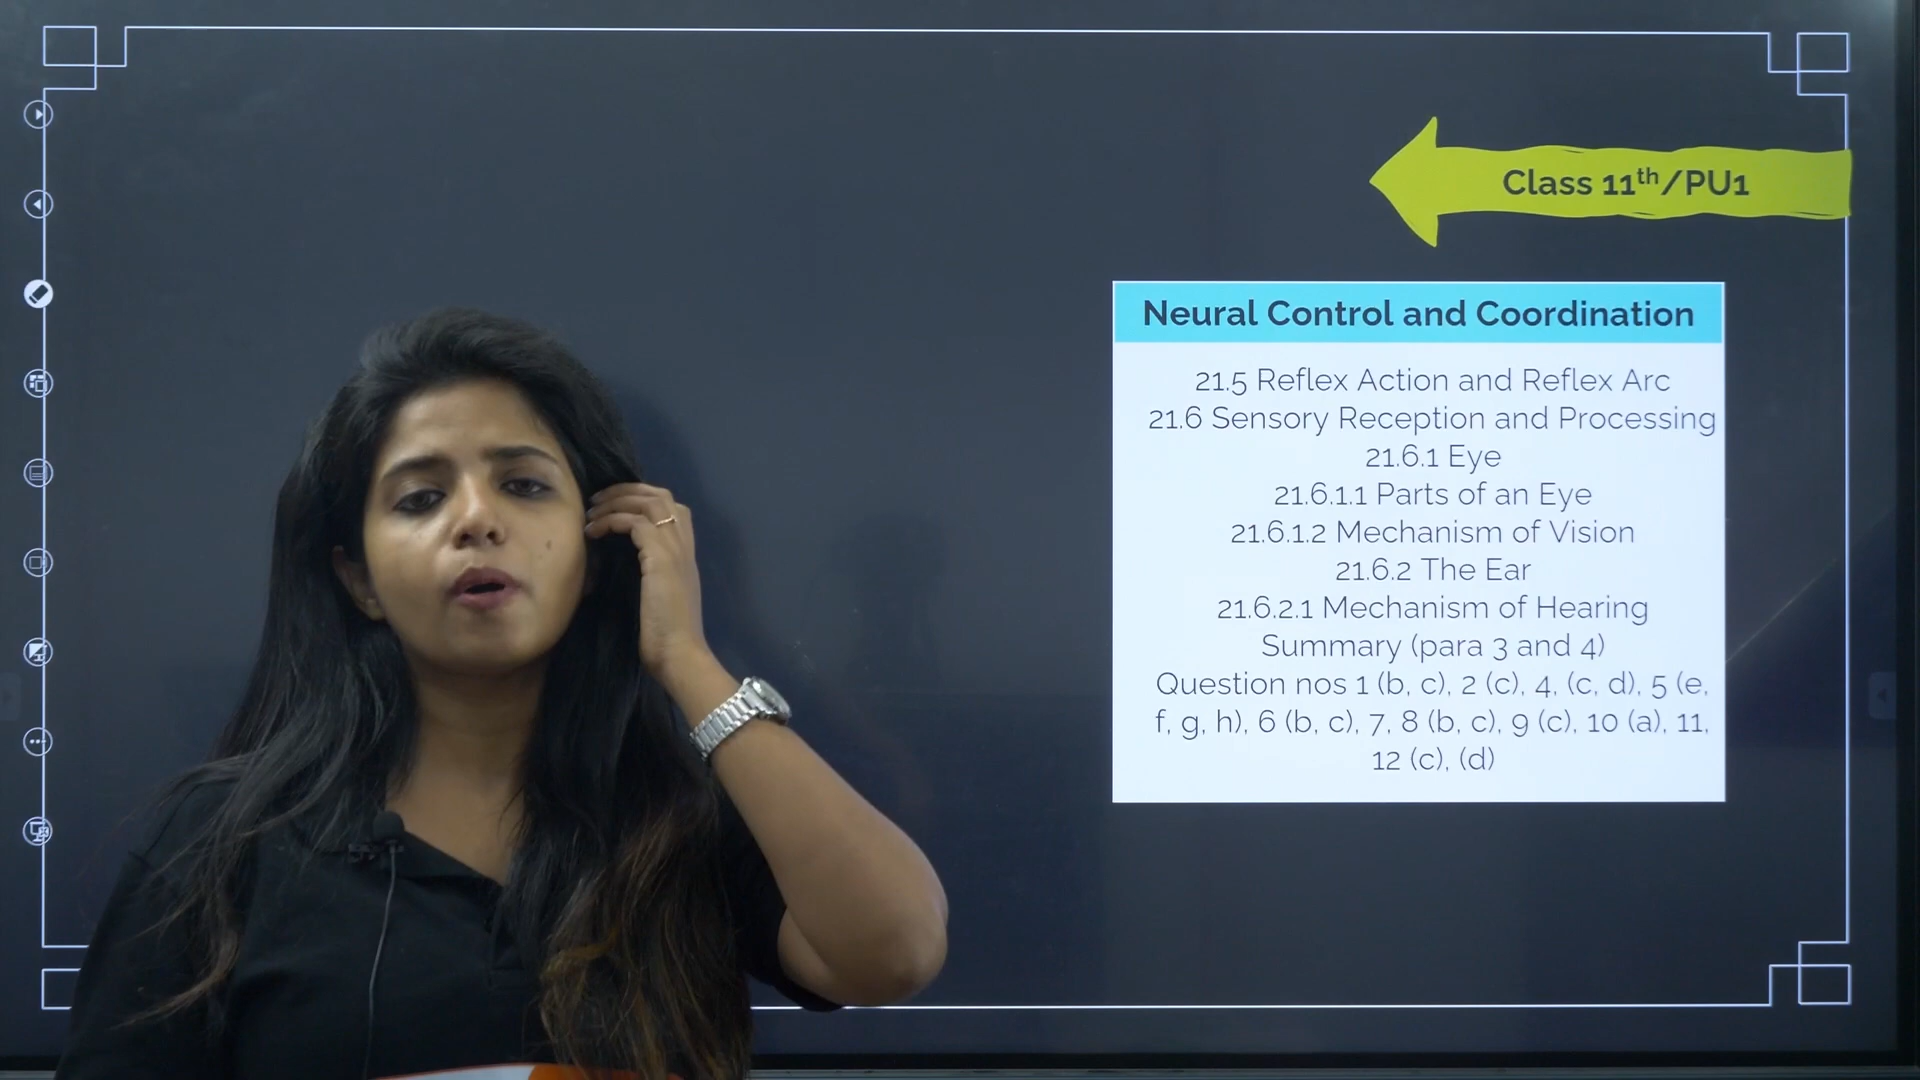 Class 11th/PU1
Neural Control and Coordination
21.5 Reflex Action and Reflex Arc
21.6 Sensory Reception and Processing
21.6.1 Eye
21.6.1.1 Parts of an Eye
21.6.1.2 Mechanism of Vision
21.6.2 The Ear
21.6.2.1 Mechanism of Hearing
Summary (para 3 and 4)
Question nos 1 (b, c), 2 (c), 4, (c, d), 5 (e,
f, g, h), 6 (b, c), 7, 8 (b, c), 9 (c), 10 (a), 11,
12 (c), (d)